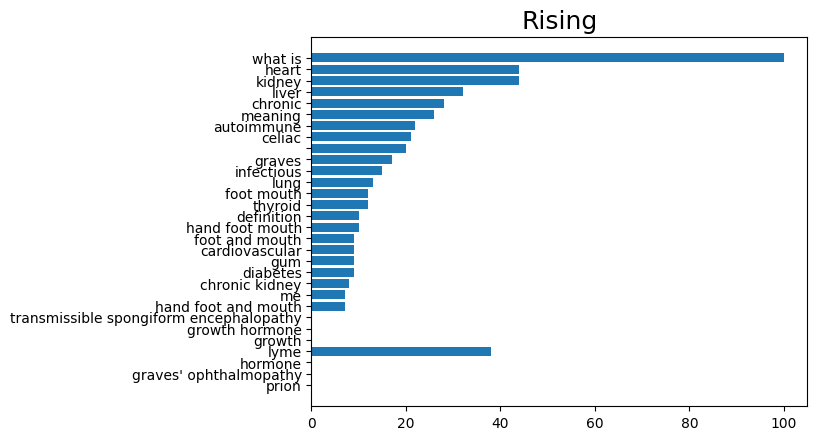 Rising
what is
heart
kidney
liver
chronic
meaning
autoimmune
celiac
graves
infectious
lung
foot mouth
thyroid
definition
hand foot mouth
foot and mouth
cardiovascular
gum
diabetes
chronic kidney
me
hand foot and mouth
transmissible spongiform encephalopathy
growth hormone
growth
lyme
hormone
graves' ophthalmopathy
prion
0 20 40 60 80 100